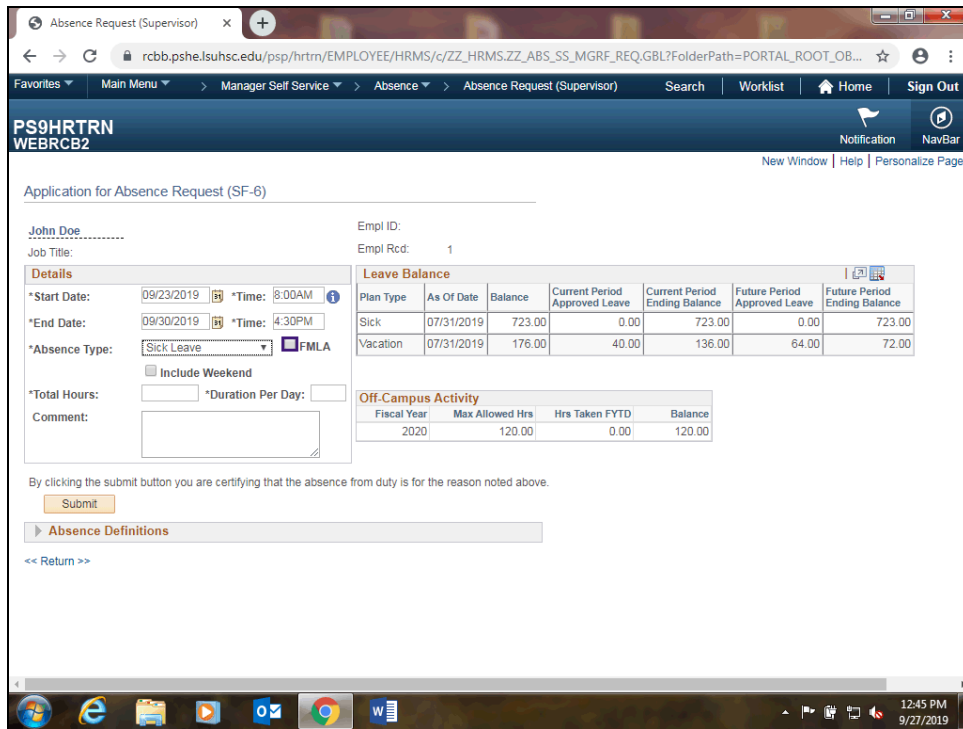 Absence Request (Supervisor) × +
rcbb.pshe.lsuhsc.edu/psp/hrtrn/EMPLOYEE/HRMS/c/ZZ_HRMS.ZZ_ABS_SS_MGRF_REQ.GBL?FolderPath=PORTAL_ROOT_OB...
Favorites Main Menu > Manager Self Service > Absence > Absence Request (Supervisor) Search Worklist Home Sign Out
PS9HRTRN
WEBRCB2
Notification NavBar
New Window | Help | Personalize Page
Application for Absence Request (SF-6)
John Doe Empl ID:
Job Title: Empl Rcd: 1
Details
*Start Date: 09/23/2019 31 *Time: 8:00AM i
*End Date: 09/30/2019 31 *Time: 4:30PM
*Absence Type: Sick Leave FMLA
Include Weekend
*Total Hours: *Duration Per Day:
Comment:
Leave Balance
Plan Type As Of Date Balance Current Period Approved Leave Current Period Ending Balance Future Period Approved Leave Future Period Ending Balance
Sick 07/31/2019 723.00 0.00 723.00 0.00 723.00
Vacation 07/31/2019 176.00 40.00 136.00 64.00 72.00
Off-Campus Activity
Fiscal Year Max Allowed Hrs Hrs Taken FYTD Balance
2020 120.00 0.00 120.00
By clicking the submit button you are certifying that the absence from duty is for the reason noted above.
Submit
Absence Definitions
<< Return >>
12:45 PM
9/27/2019